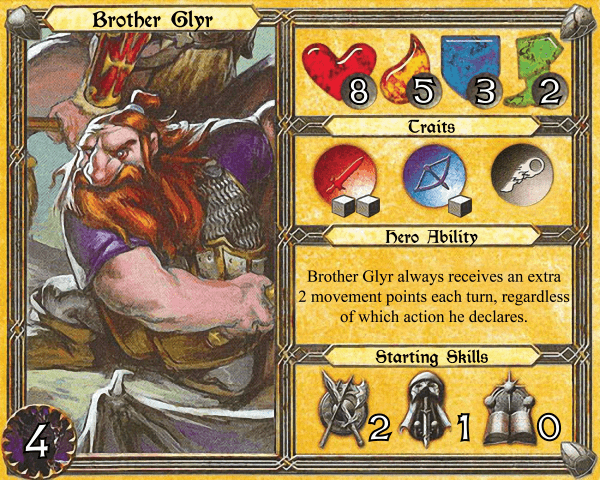 Brother Glyr
8 5 3 2
Traits
Hero Ability
Brother Glyr always receives an extra
2 movement points each turn, regardless
of which action he declares.
Starting Skills
2 1 0
4